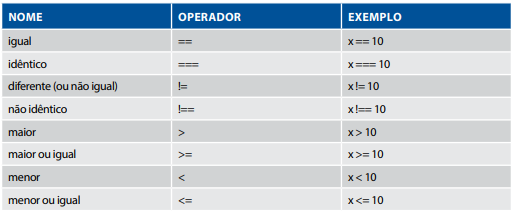 NOME OPERADOR EXEMPLO
igual == x == 10
idêntico === x === 10
diferente (ou não igual) != x != 10
não idêntico !== x !== 10
maior > x > 10
maior ou igual >= x >= 10
menor < x < 10
menor ou igual <= x <= 10